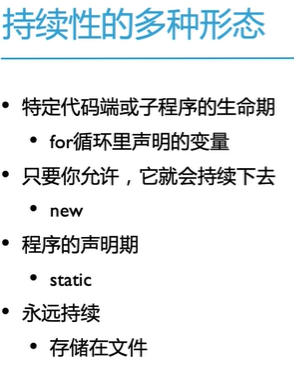 持续性的多种形态
• 特定代码端或子程序的生命期
• for循环里声明的变量
• 只要你允许，它就会持续下去
• new
• 程序的声明期
• static
• 永远持续
• 存储在文件